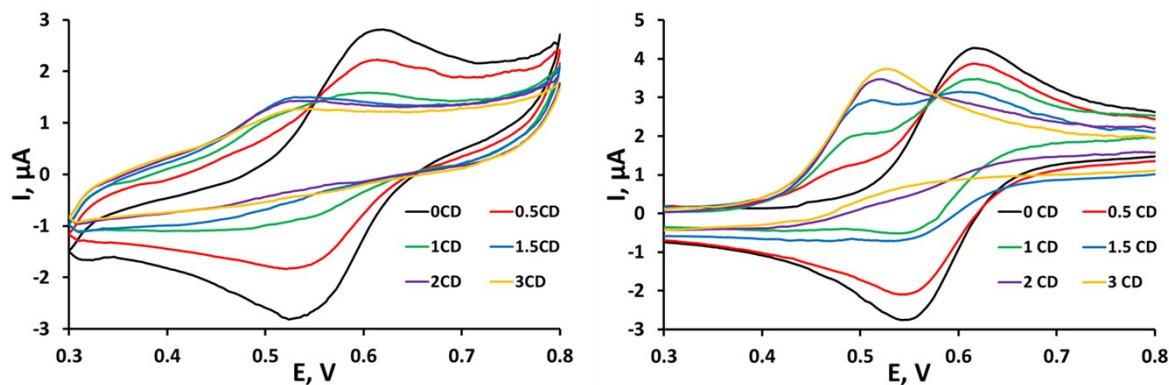 3
2
1
0
-1
-2
-3
I, µA
0.3 0.4 0.5 0.6 0.7 0.8
E, V
0CD 0.5CD
1CD 1.5CD
2CD 3CD
5
4
3
2
1
0
-1
-2
-3
I, µA
0.3 0.4 0.5 0.6 0.7 0.8
E, V
0 CD 0.5 CD
1 CD 1.5 CD
2 CD 3 CD